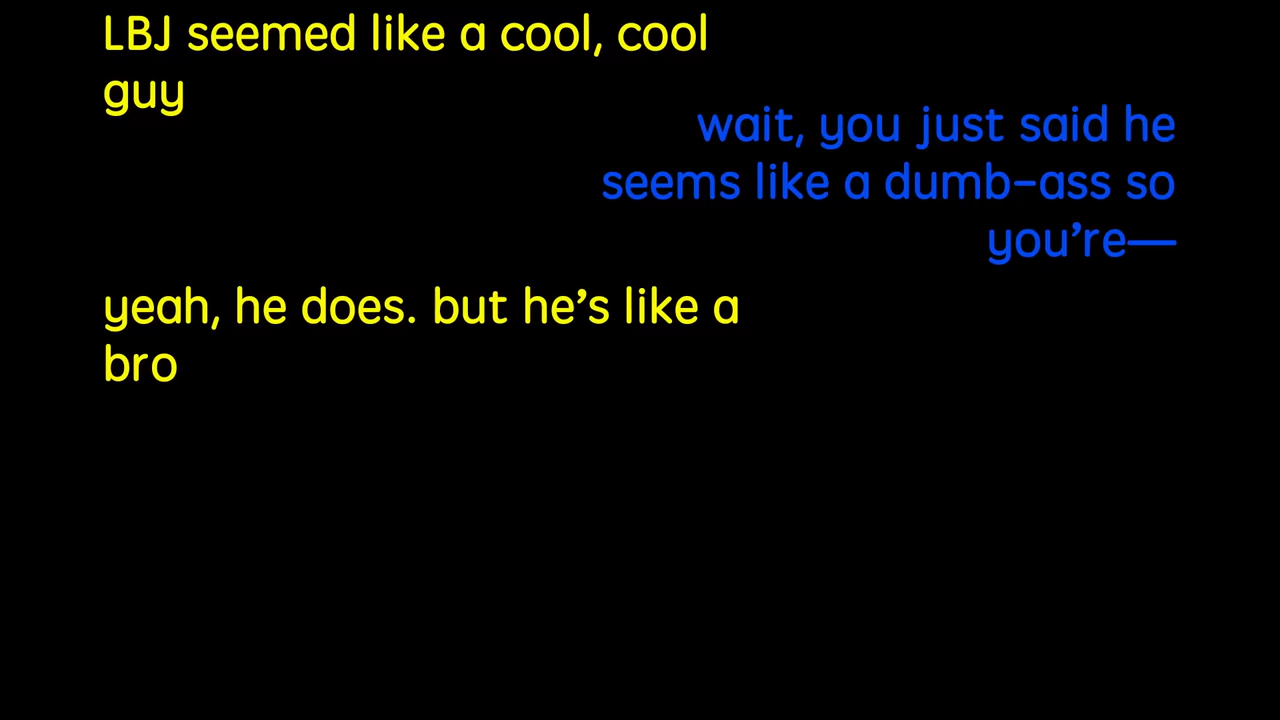 LBJ seemed like a cool, cool
guy
wait, you just said he
seems like a dumb-ass so
you’re—
yeah, he does. but he’s like a
bro